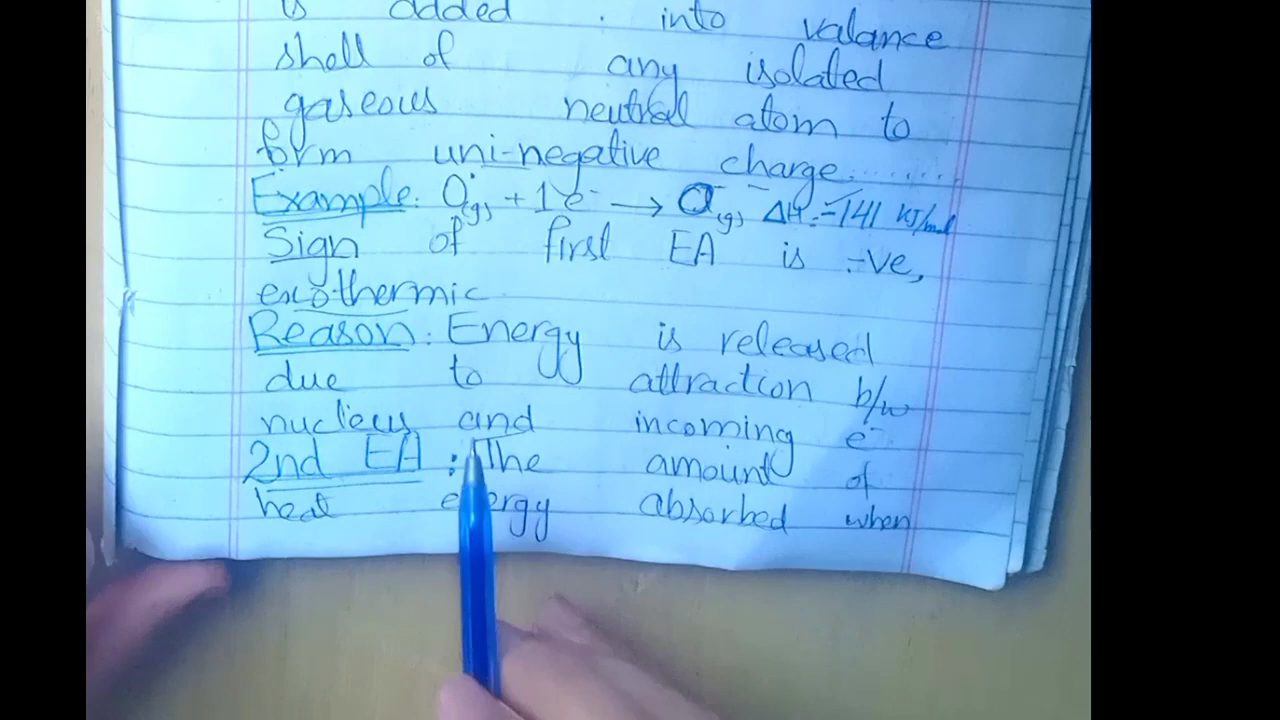 is added into valance
shell of any isolated
gaseous neutral atom to
form uni-negative charge........
Example: O(g) + 1e⁻ → O⁻(g) ΔH = -141 kJ/mol
Sign of first EA is -ve,
exothermic
Reason: Energy is released
due to attraction b/w
nucleus and incoming e⁻
2nd EA: The amount of
heat energy absorbed when